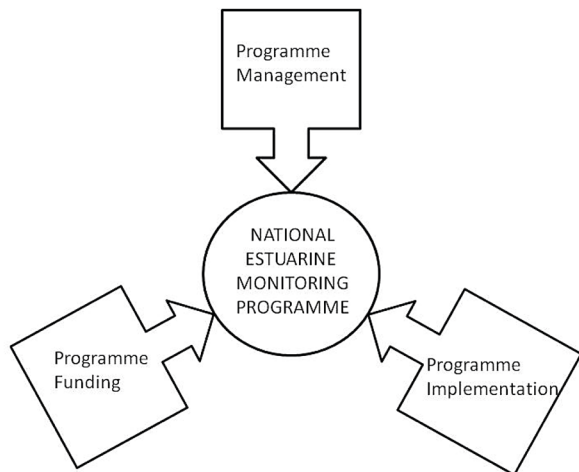 Programme
Management
NATIONAL
ESTUARINE
MONITORING
PROGRAMME
Programme
Funding
Programme
Implementation